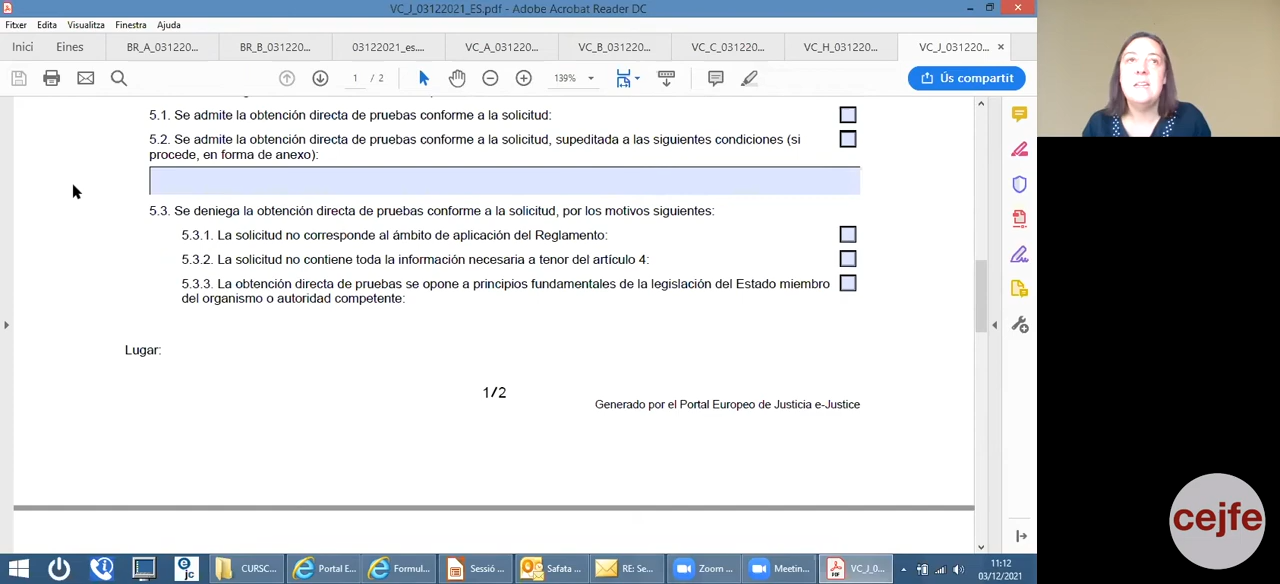 VC_J_03122021_ES.pdf - Adobe Acrobat Reader DC
Fitxer Edita Visualitza Finestra Ajuda
Inici Eines BR_A_031220... BR_B_031220... 03122021_es.... VC_A_031220... VC_B_031220... VC_C_031220... VC_H_031220... VC_J_031220... ×
1 / 2 139% Ús compartit
5.1. Se admite la obtención directa de pruebas conforme a la solicitud:
5.2. Se admite la obtención directa de pruebas conforme a la solicitud, supeditada a las siguientes condiciones (si
procede, en forma de anexo):
5.3. Se deniega la obtención directa de pruebas conforme a la solicitud, por los motivos siguientes:
5.3.1. La solicitud no corresponde al ámbito de aplicación del Reglamento:
5.3.2. La solicitud no contiene toda la información necesaria a tenor del artículo 4:
5.3.3. La obtención directa de pruebas se opone a principios fundamentales de la legislación del Estado miembro
del organismo o autoridad competente:
Lugar:
1/2
Generado por el Portal Europeo de Justicia e-Justice
cejfe
CURSC... Portal E... Formul... Sessió ... Safata ... RE: Se... Zoom ... Meetin... VC_J_0...
11:12
03/12/2021